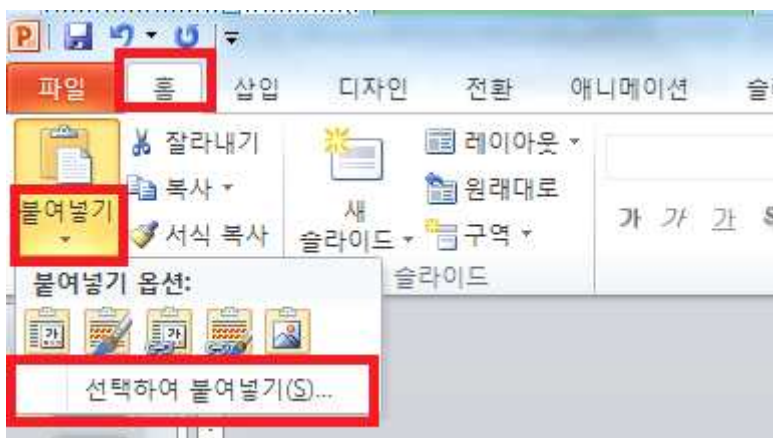 파일 홈 삽입 디자인 전환 애니메이션
잘라내기 레이아웃
복사 원래대로
붙여넣기 서식 복사 새 슬라이드 구역 가 가 가 S
슬라이드
붙여넣기 옵션:
선택하여 붙여넣기(S)...